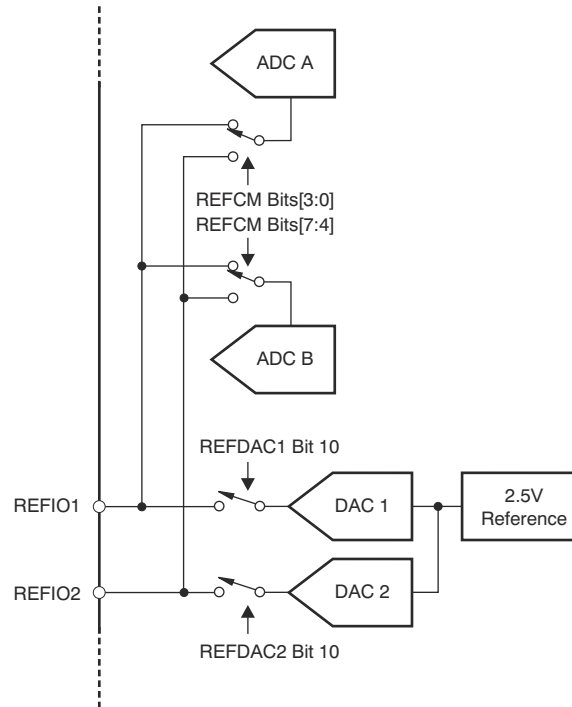 ADC A
REFCM Bits[3:0]
REFCM Bits[7:4]
ADC B
REFDAC1 Bit 10
REFIO1
DAC 1
2.5V
Reference
REFIO2
DAC 2
REFDAC2 Bit 10